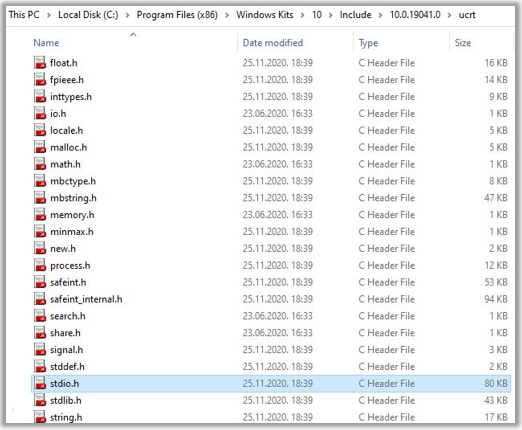 This PC > Local Disk (C:) > Program Files (x86) > Windows Kits > 10 > Include > 10.0.19041.0 > ucrt
Name Date modified Type Size
float.h 25.11.2020. 18:39 C Header File 16 KB
fpieee.h 25.11.2020. 18:39 C Header File 14 KB
inttypes.h 25.11.2020. 18:39 C Header File 9 KB
io.h 23.06.2020. 16:33 C Header File 1 KB
locale.h 25.11.2020. 18:39 C Header File 5 KB
malloc.h 25.11.2020. 18:39 C Header File 5 KB
math.h 23.06.2020. 16:33 C Header File 1 KB
mbctype.h 25.11.2020. 18:39 C Header File 8 KB
mbstring.h 25.11.2020. 18:39 C Header File 47 KB
memory.h 23.06.2020. 16:33 C Header File 1 KB
minmax.h 25.11.2020. 18:39 C Header File 1 KB
new.h 25.11.2020. 18:39 C Header File 2 KB
process.h 25.11.2020. 18:39 C Header File 12 KB
safeint.h 25.11.2020. 18:39 C Header File 53 KB
safeint_internal.h 25.11.2020. 18:39 C Header File 94 KB
search.h 23.06.2020. 16:33 C Header File 1 KB
share.h 23.06.2020. 16:33 C Header File 1 KB
signal.h 25.11.2020. 18:39 C Header File 3 KB
stddef.h 25.11.2020. 18:39 C Header File 2 KB
stdio.h 25.11.2020. 18:39 C Header File 80 KB
stdlib.h 25.11.2020. 18:39 C Header File 43 KB
string.h 25.11.2020. 18:39 C Header File 17 KB